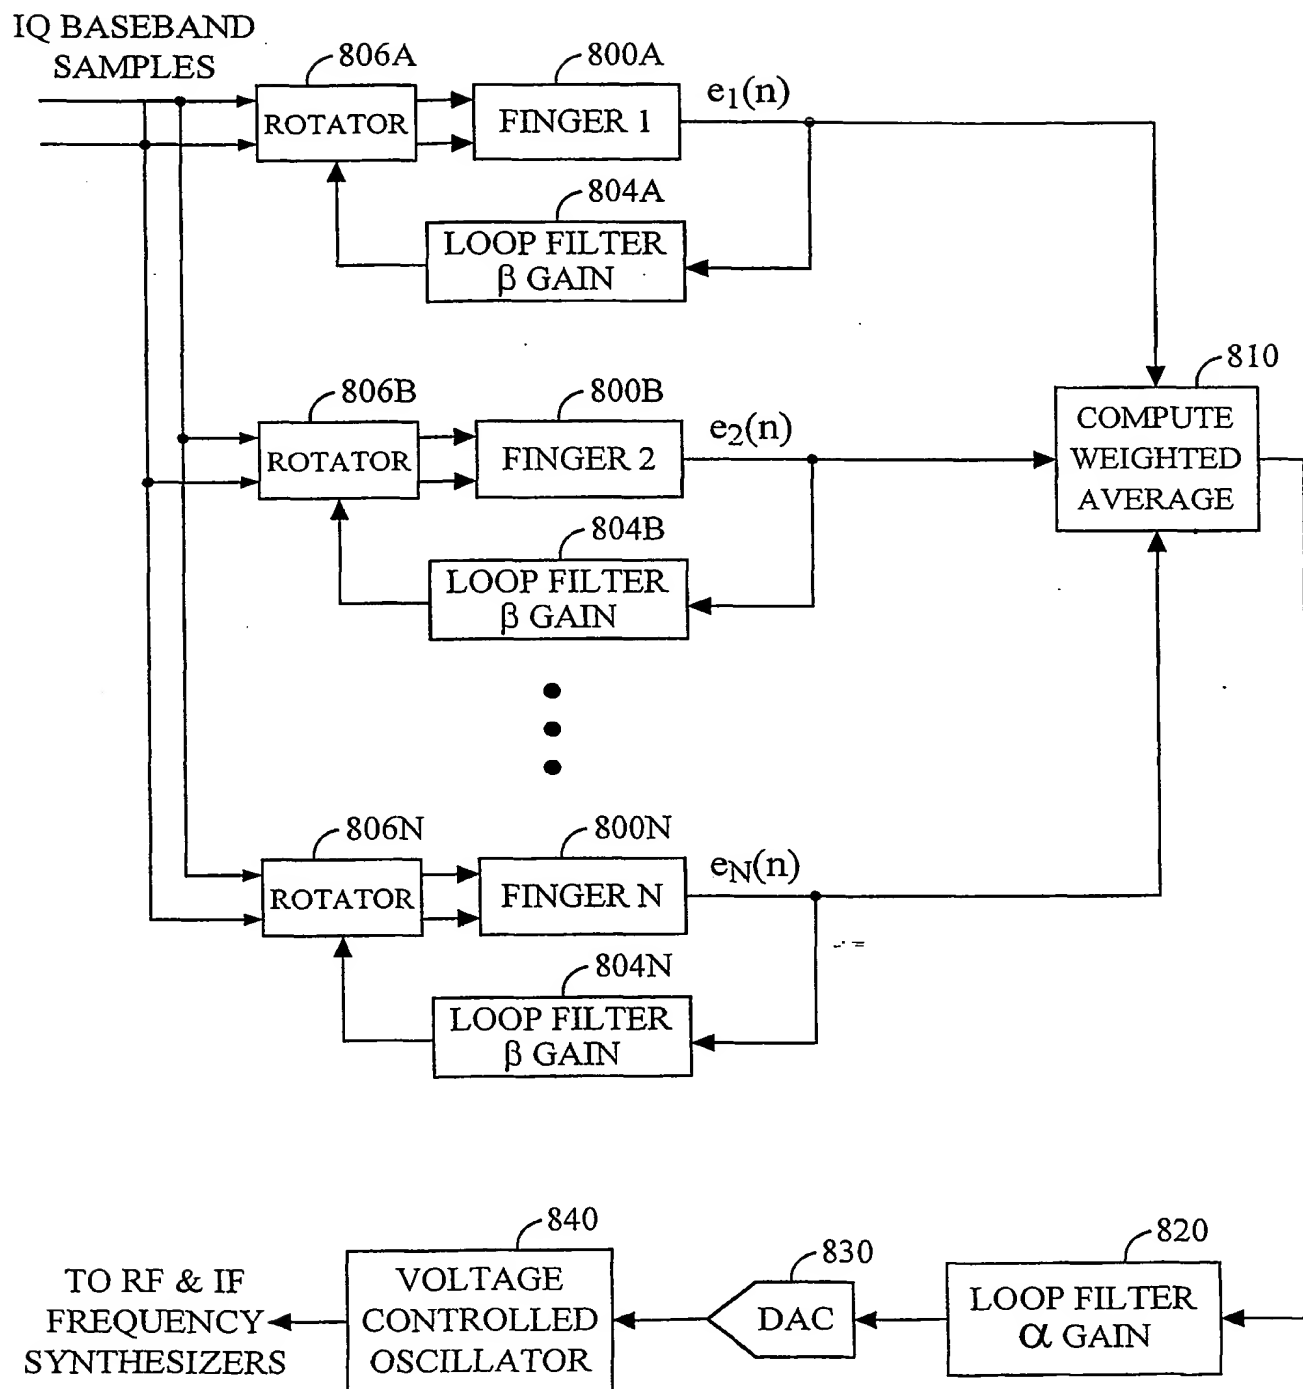 IQ BASEBAND
SAMPLES
806A
800A
ROTATOR
FINGER 1
e₁(n)
804A
LOOP FILTER
β GAIN
810
COMPUTE
WEIGHTED
AVERAGE
806B
800B
ROTATOR
FINGER 2
e₂(n)
804B
LOOP FILTER
β GAIN
806N
800N
ROTATOR
FINGER N
e_N(n)
804N
LOOP FILTER
β GAIN
TO RF & IF
FREQUENCY
SYNTHESIZERS
840
VOLTAGE
CONTROLLED
OSCILLATOR
830
DAC
820
LOOP FILTER
α GAIN